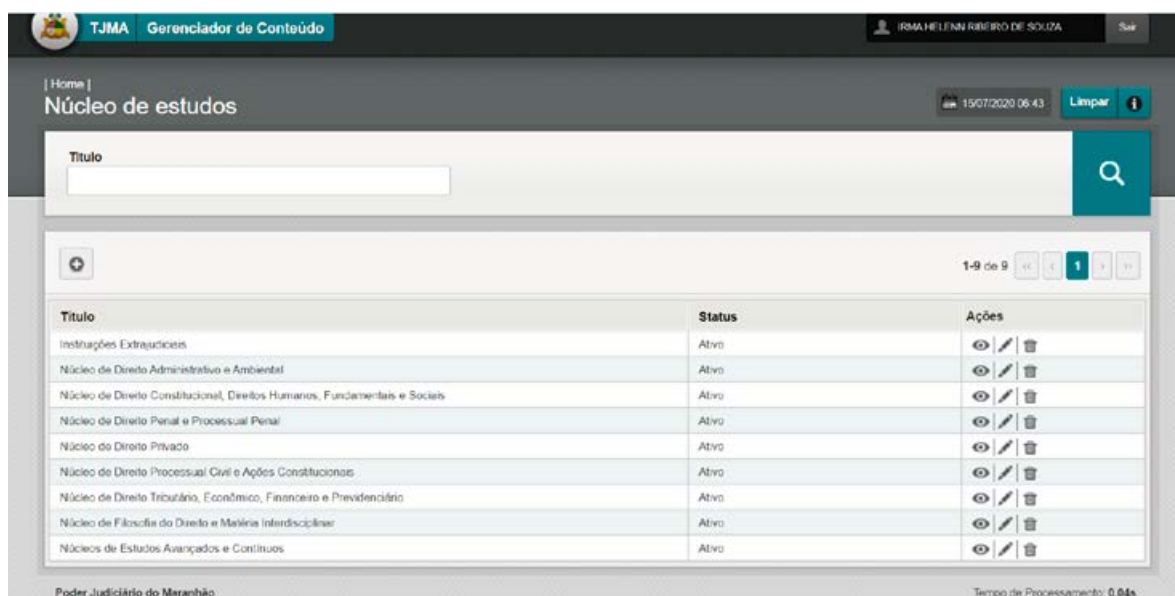 TJMA Gerenciador de Conteúdo
IRMA HELENN RIBEIRO DE SOUZA Sair
| Home |
Núcleo de estudos
15/07/2020 06:43 Limpar
Titulo
1-9 de 9 « ‹ 1 › »
Titulo Status Ações
Instituições Extrajudiciais Ativo
Núcleo de Direito Administrativo e Ambiental Ativo
Núcleo de Direito Constitucional, Direitos Humanos, Fundamentais e Sociais Ativo
Núcleo de Direito Penal e Processual Penal Ativo
Núcleo de Direito Privado Ativo
Núcleo de Direito Processual Civil e Ações Constitucionais Ativo
Núcleo de Direito Tributário, Econômico, Financeiro e Previdenciário Ativo
Núcleo de Filosofia do Direito e Matéria Interdisciplinar Ativo
Núcleos de Estudos Avançados e Contínuos Ativo
Poder Judiciário do Maranhão Tempo de Processamento: 0.04s